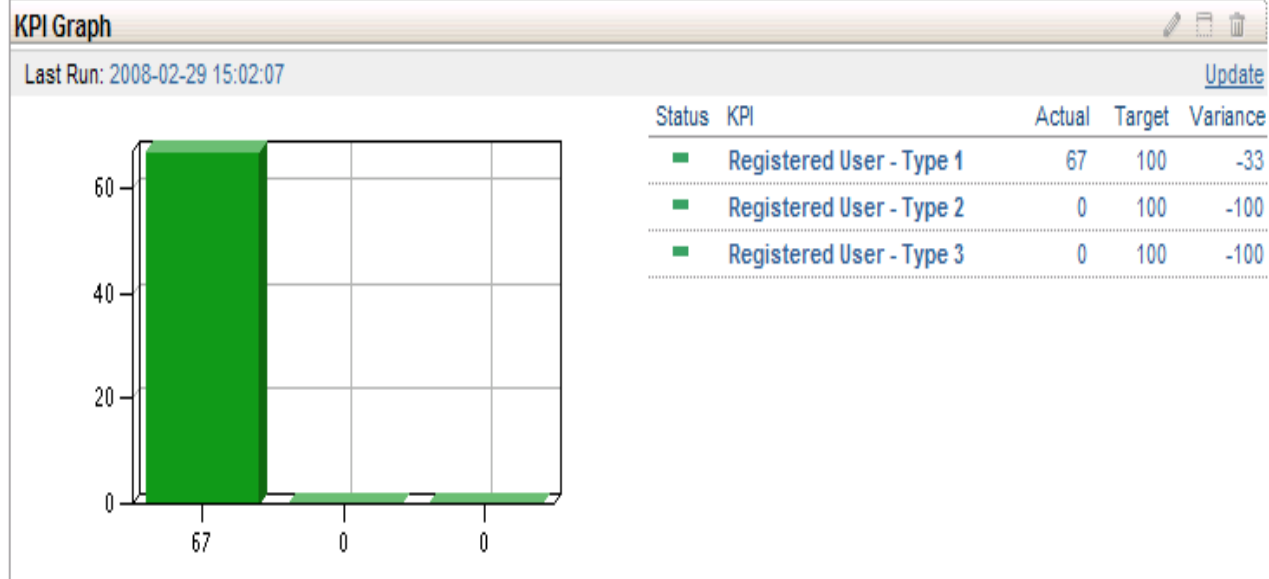 KPI Graph
Last Run: 2008-02-29 15:02:07 Update
Status KPI Actual Target Variance
Registered User - Type 1 67 100 -33
Registered User - Type 2 0 100 -100
Registered User - Type 3 0 100 -100
60
40
20
0
67 0 0